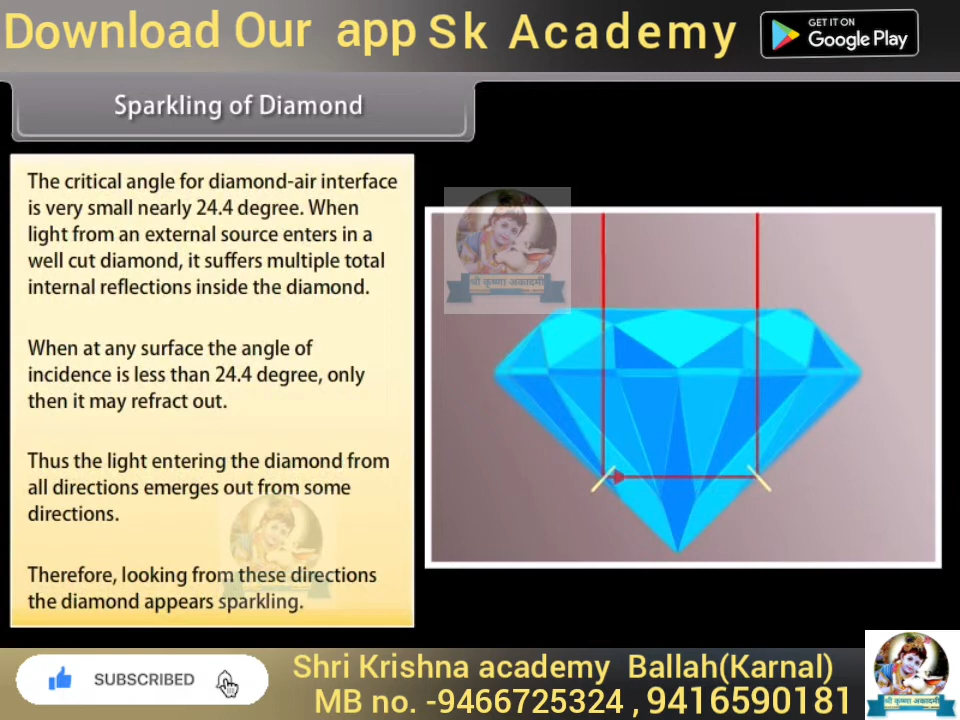 Download Our app Sk Academy
GET IT ON
Google Play
Sparkling of Diamond
The critical angle for diamond-air interface
is very small nearly 24.4 degree. When
light from an external source enters in a
well cut diamond, it suffers multiple total
internal reflections inside the diamond.
When at any surface the angle of
incidence is less than 24.4 degree, only
then it may refract out.
Thus the light entering the diamond from
all directions emerges out from some
directions.
Therefore, looking from these directions
the diamond appears sparkling.
श्री कृष्णा अकादमी
SUBSCRIBED
Shri Krishna academy Ballah(Karnal)
MB no. -9466725324 , 9416590181
श्री कृष्णा अकादमी